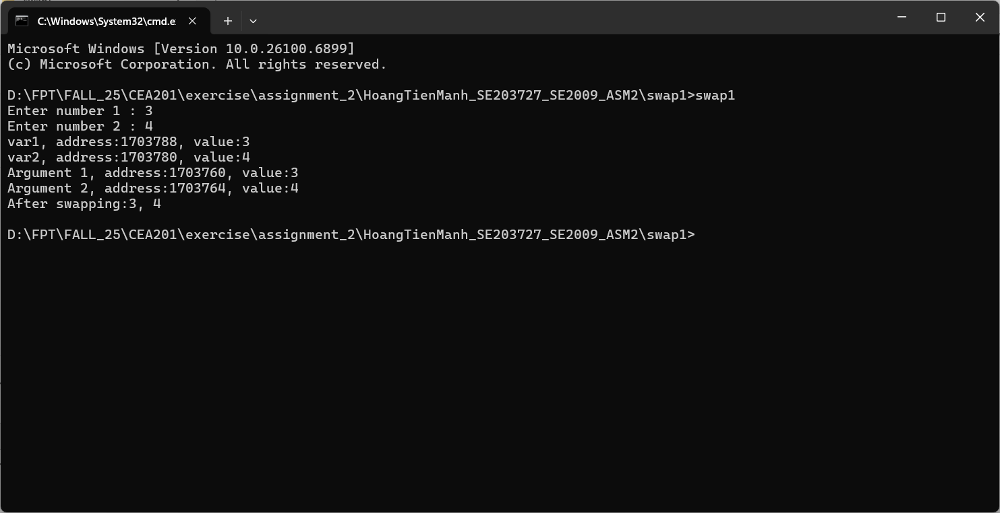 C:\Windows\System32\cmd.e
Microsoft Windows [Version 10.0.26100.6899]
(c) Microsoft Corporation. All rights reserved.
D:\FPT\FALL_25\CEA201\exercise\assignment_2\HoangTienManh_SE203727_SE2009_ASM2\swap1>swap1
Enter number 1 : 3
Enter number 2 : 4
var1, address:1703788, value:3
var2, address:1703780, value:4
Argument 1, address:1703760, value:3
Argument 2, address:1703764, value:4
After swapping:3, 4
D:\FPT\FALL_25\CEA201\exercise\assignment_2\HoangTienManh_SE203727_SE2009_ASM2\swap1>